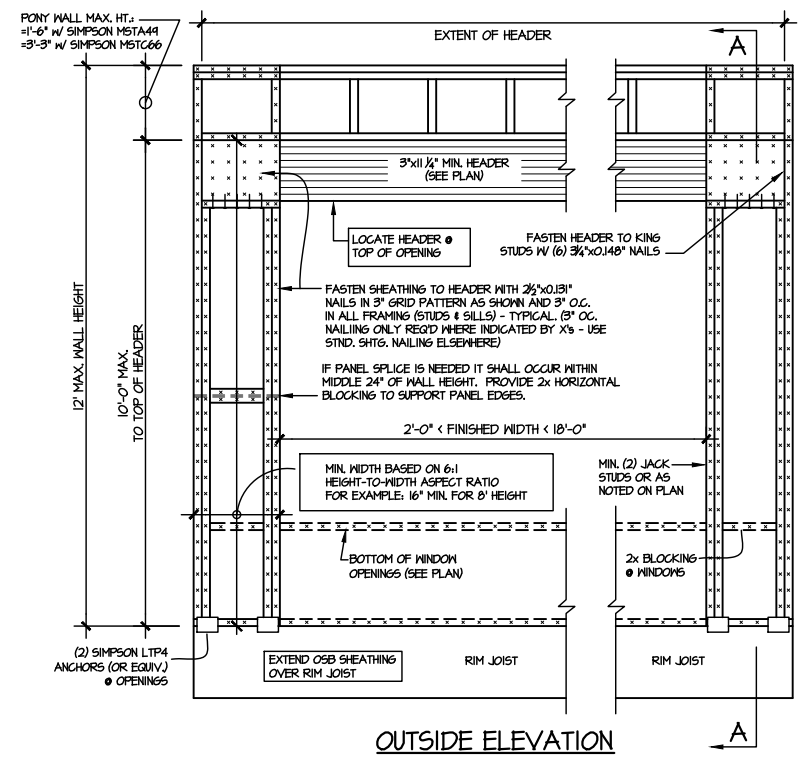 PONY WALL MAX. HT.:
=1'-6" W/ SIMPSON MSTA49
=3'-3" W/ SIMPSON MSTC66
EXTENT OF HEADER
A
3"x11 1/4" MIN. HEADER
(SEE PLAN)
LOCATE HEADER @
TOP OF OPENING
FASTEN HEADER TO KING
STUDS W/ (6) 3 1/4"x0.148" NAILS
FASTEN SHEATHING TO HEADER WITH 2 1/2"x0.131"
NAILS IN 3" GRID PATTERN AS SHOWN AND 3" O.C.
IN ALL FRAMING (STUDS & SILLS) - TYPICAL. (3" OC.
NAILIING ONLY REQ'D WHERE INDICATED BY X's - USE
STND. SHTG. NAILING ELSEWHERE)
12' MAX. WALL HEIGHT
10'-0" MAX.
TO TOP OF HEADER
IF PANEL SPLICE IS NEEDED IT SHALL OCCUR WITHIN
MIDDLE 24" OF WALL HEIGHT. PROVIDE 2x HORIZONTAL
BLOCKING TO SUPPORT PANEL EDGES.
2'-0" < FINISHED WIDTH < 18'-0"
MIN. WIDTH BASED ON 6:1
HEIGHT-TO-WIDTH ASPECT RATIO
FOR EXAMPLE: 16" MIN. FOR 8' HEIGHT
MIN. (2) JACK
STUDS OR AS
NOTED ON PLAN
BOTTOM OF WINDOW
OPENINGS (SEE PLAN)
2x BLOCKING
@ WINDOWS
(2) SIMPSON LTP4
ANCHORS (OR EQUIV.)
@ OPENINGS
EXTEND OSB SHEATHING
OVER RIM JOIST
RIM JOIST
RIM JOIST
A
OUTSIDE ELEVATION